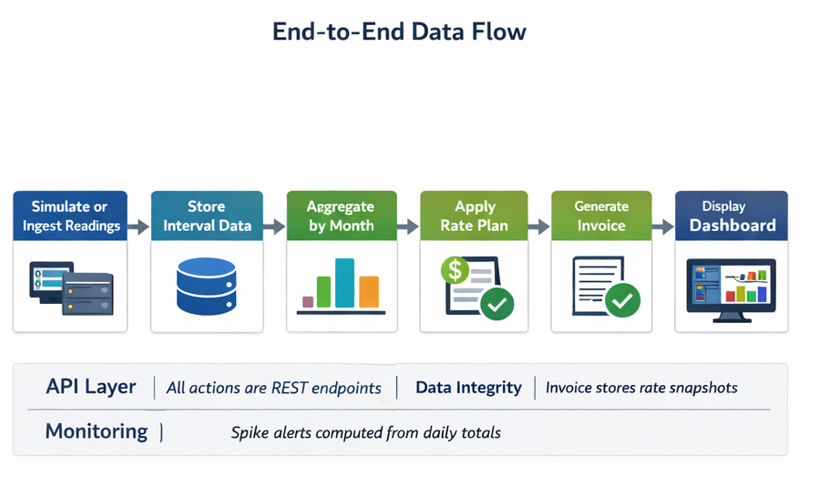 End-to-End Data Flow
Simulate or
Ingest Readings
Store
Interval Data
Aggregate
by Month
Apply
Rate Plan
Generate
Invoice
Display
Dashboard
$
API Layer | All actions are REST endpoints | Data Integrity | Invoice stores rate snapshots
Monitoring | Spike alerts computed from daily totals